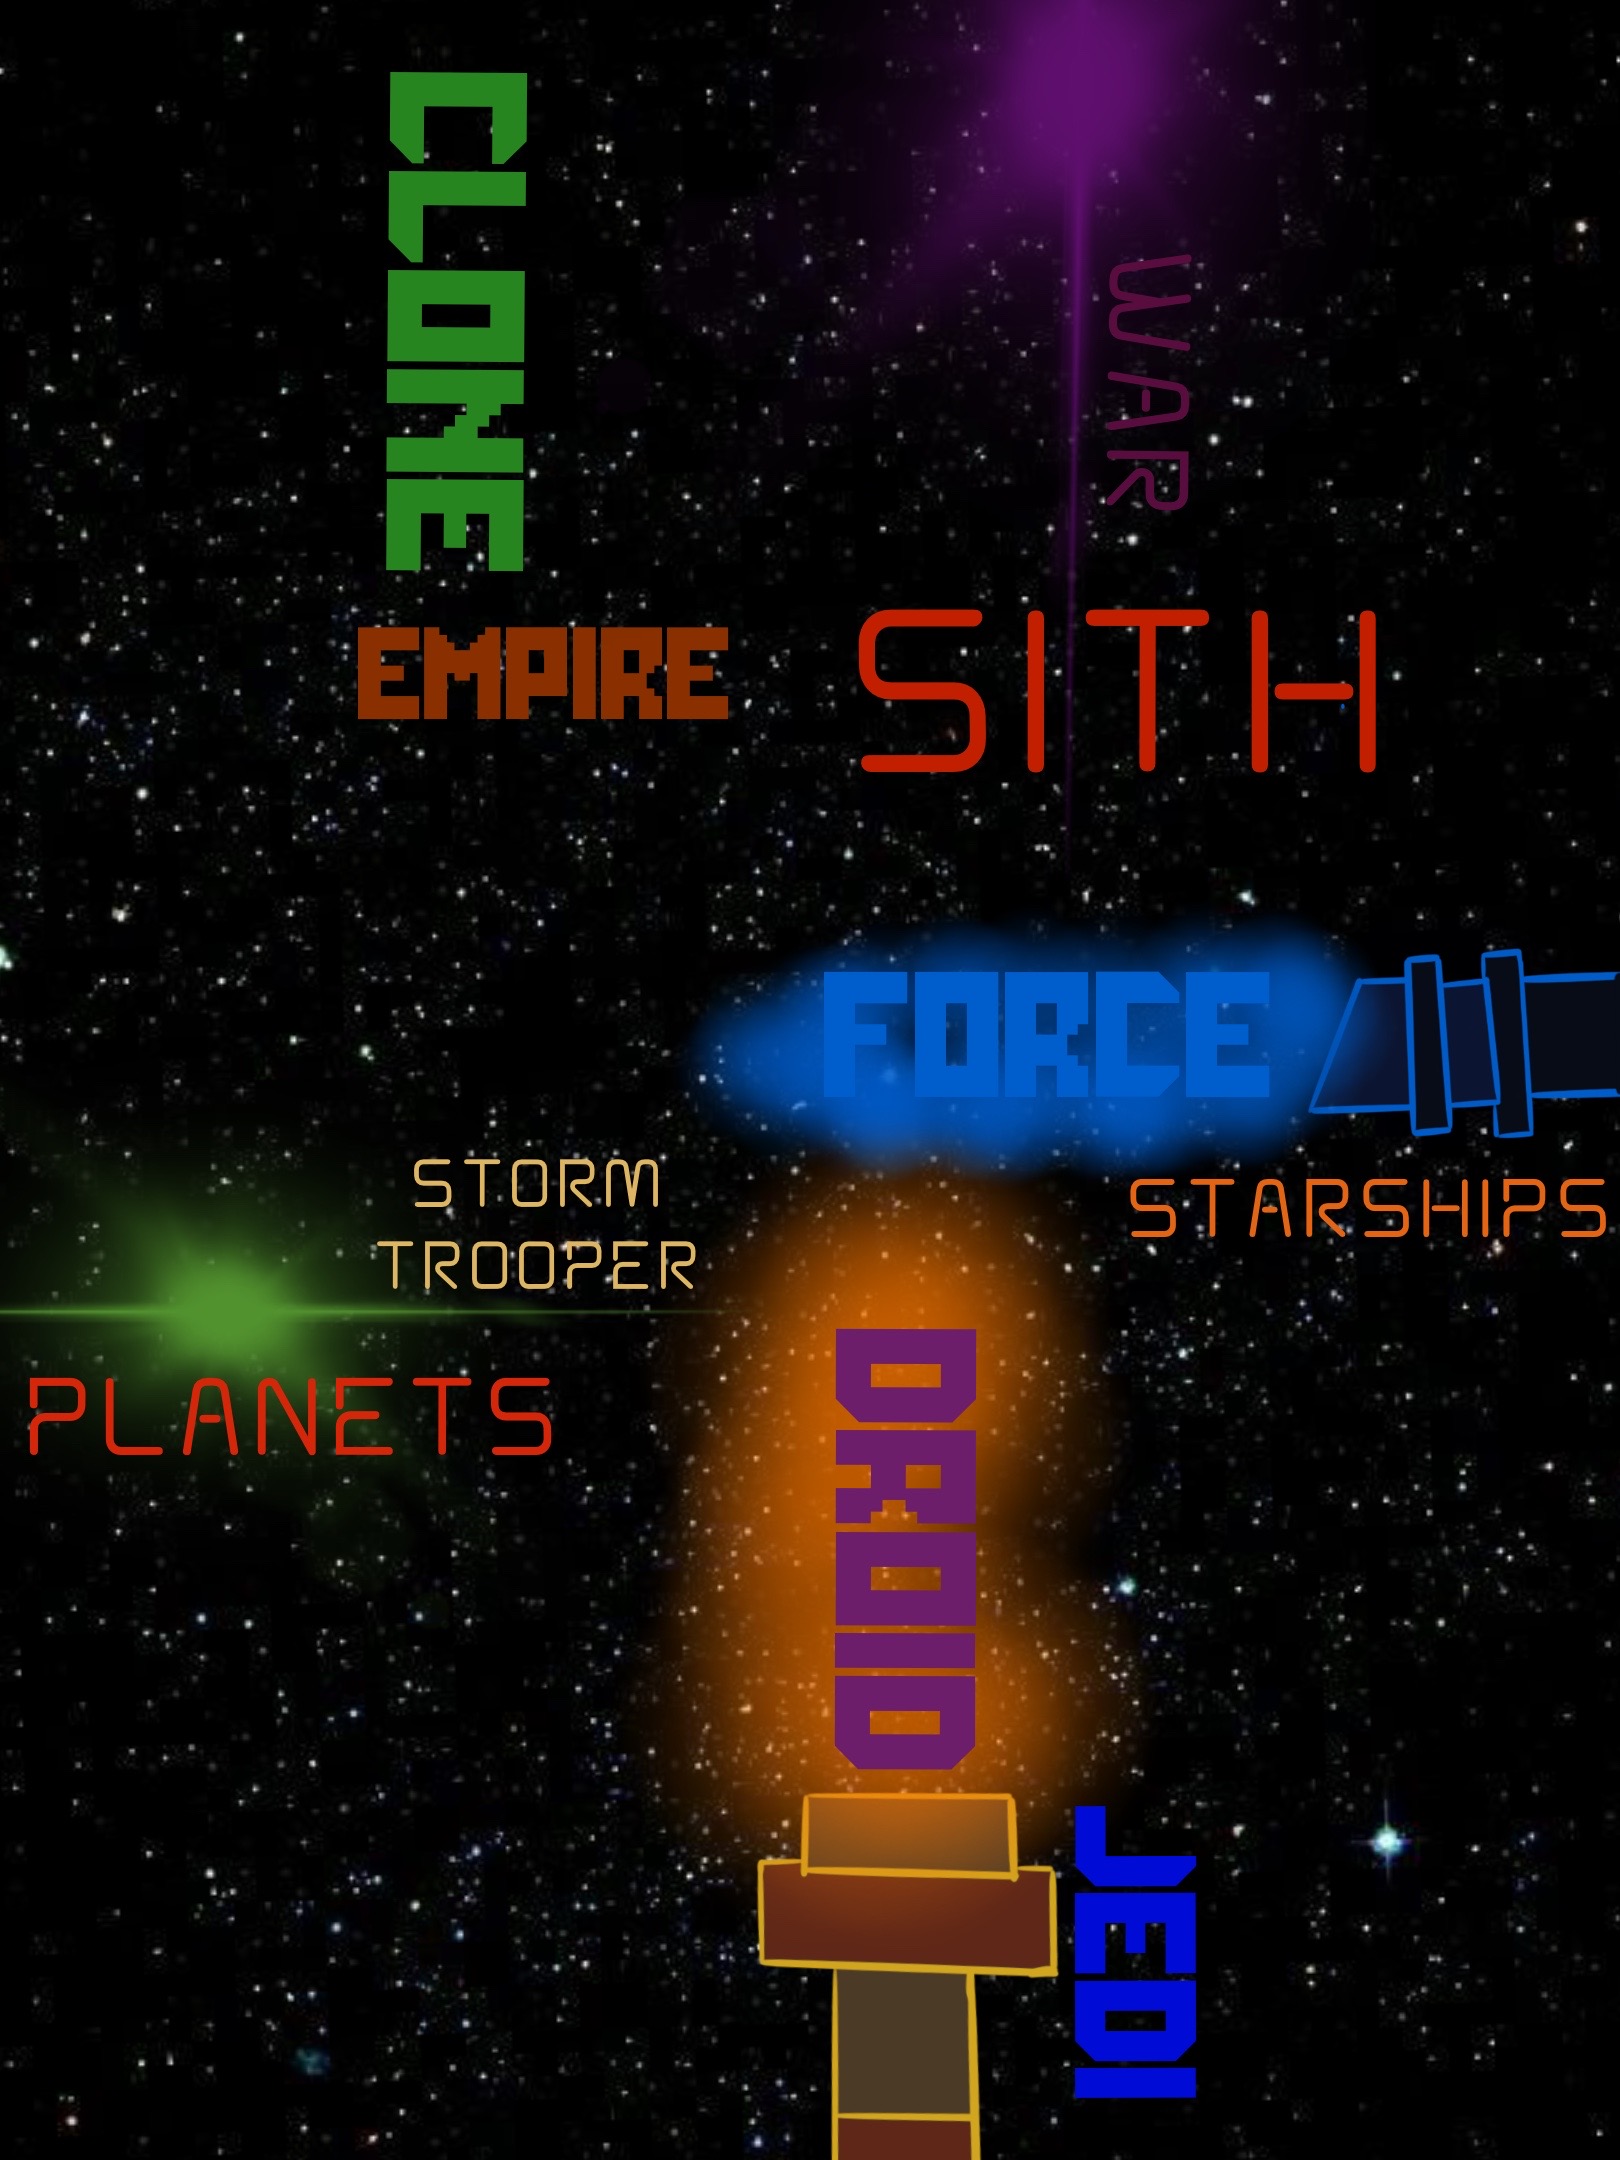 CLONE
WAR
EMPIRE
SITH
FORCE
STORM
TROOPER
STARSHIPS
PLANETS
DROID
JEDI